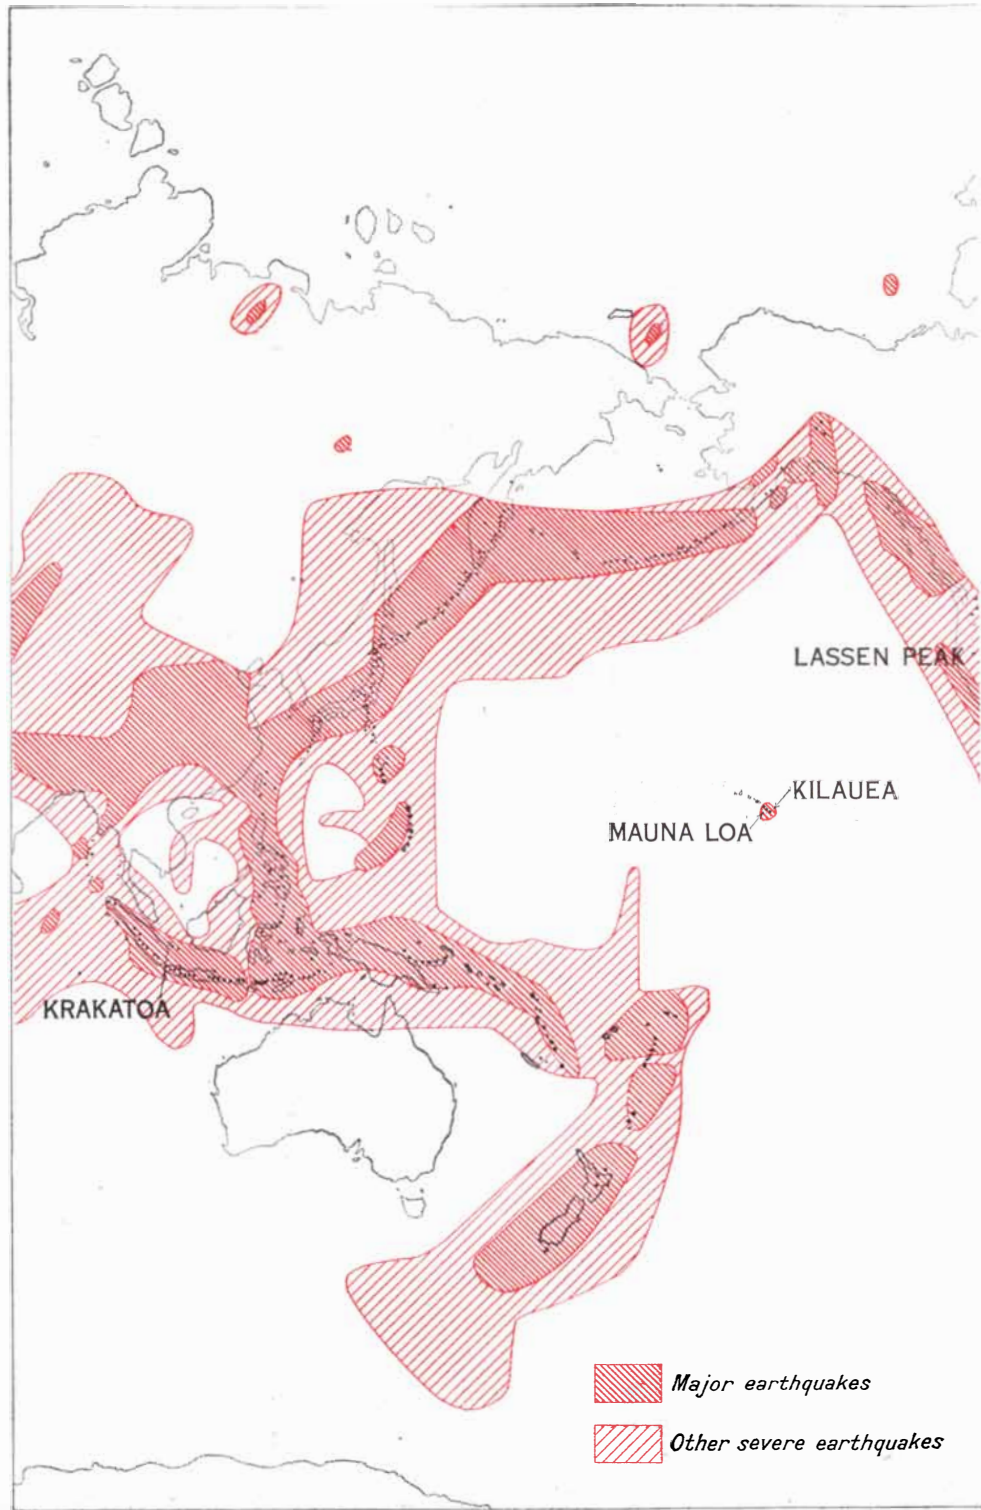 LASSEN PEAK
KILAUEA
MAUNA LOA
KRAKATOA
Major earthquakes
Other severe earthquakes